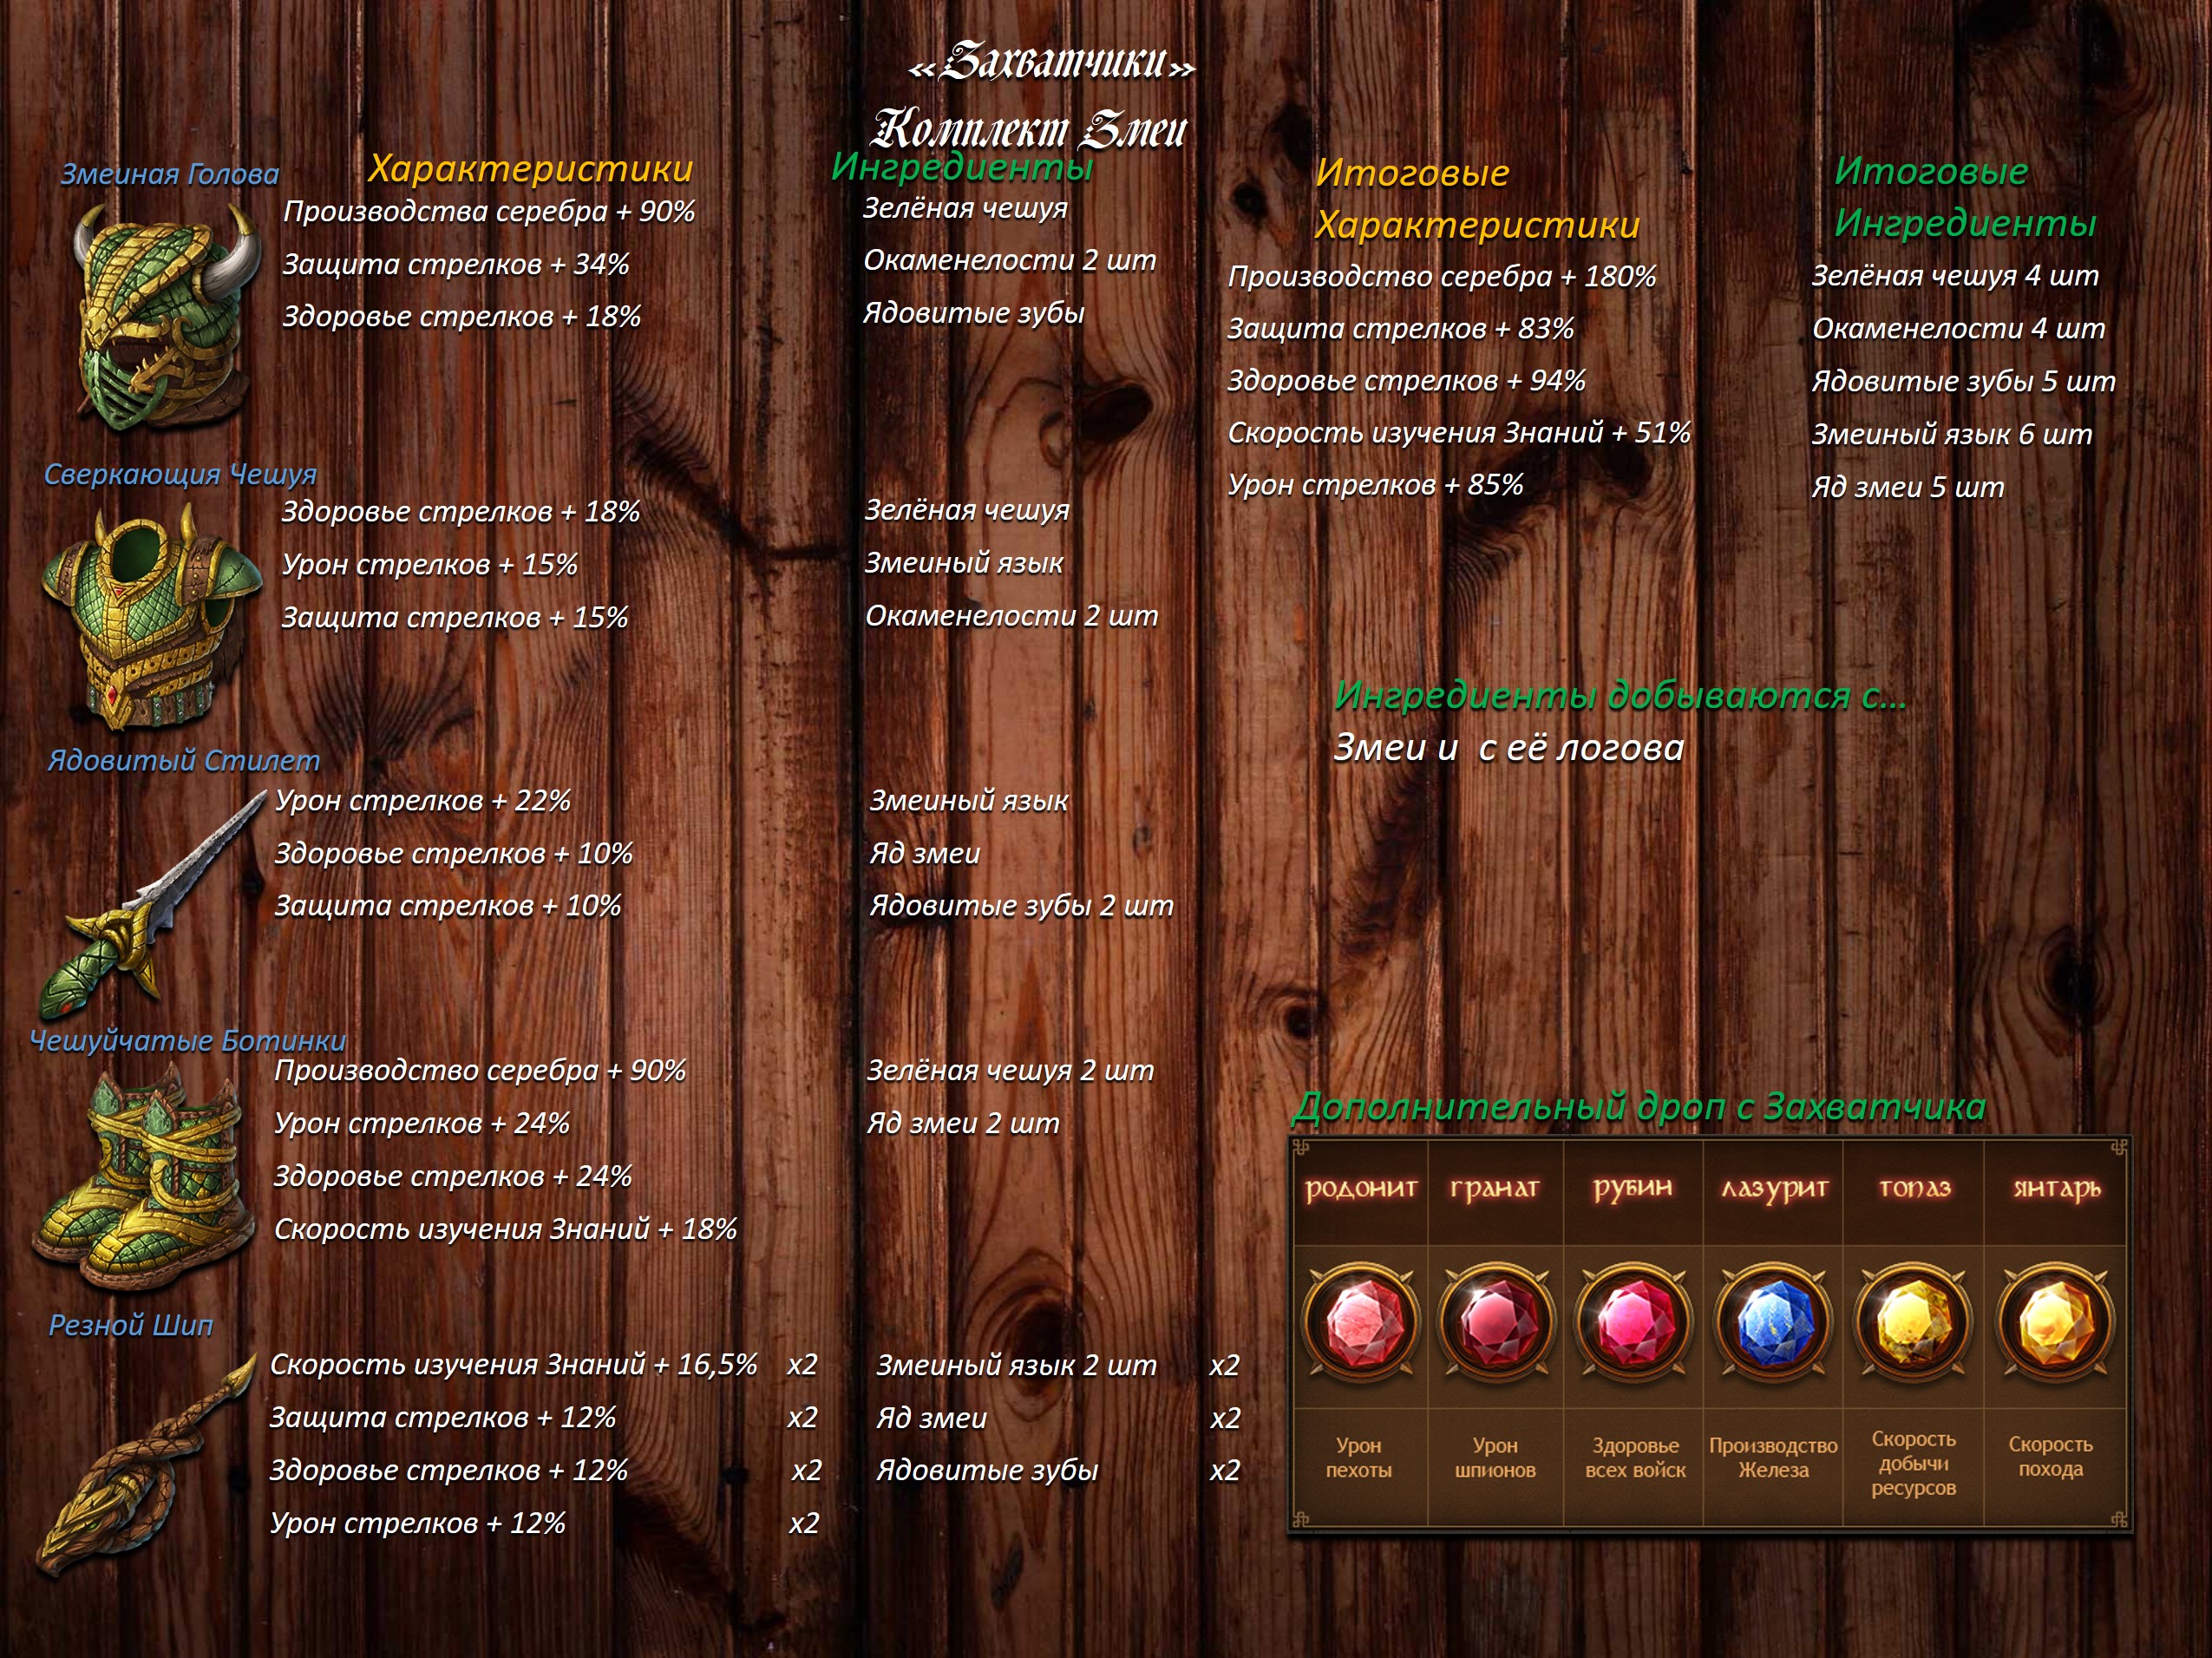 «Захватчики»
Комплект Змеи
Змеиная Голова
Характеристики
Ингредиенты
Производства серебра + 90%
Защита стрелков + 34%
Здоровье стрелков + 18%
Зелёная чешуя
Окаменелости 2 шт
Ядовитые зубы
Сверкающия Чешуя
Здоровье стрелков + 18%
Урон стрелков + 15%
Защита стрелков + 15%
Зелёная чешуя
Змеиный язык
Окаменелости 2 шт
Ядовитый Стилет
Урон стрелков + 22%
Здоровье стрелков + 10%
Защита стрелков + 10%
Змеиный язык
Яд змеи
Ядовитые зубы 2 шт
Чешуйчатые Ботинки
Производство серебра + 90%
Урон стрелков + 24%
Здоровье стрелков + 24%
Скорость изучения Знаний + 18%
Зелёная чешуя 2 шт
Яд змеи 2 шт
Резной Шип
Скорость изучения Знаний + 16,5% х2
Защита стрелков + 12% х2
Здоровье стрелков + 12% х2
Урон стрелков + 12% х2
Змеиный язык 2 шт х2
Яд змеи х2
Ядовитые зубы х2
Итоговые
Характеристики
Производство серебра + 180%
Защита стрелков + 83%
Здоровье стрелков + 94%
Скорость изучения Знаний + 51%
Урон стрелков + 85%
Итоговые
Ингредиенты
Зелёная чешуя 4 шт
Окаменелости 4 шт
Ядовитые зубы 5 шт
Змеиный язык 6 шт
Яд змеи 5 шт
Ингредиенты добываются с...
Змеи и с её логова
Дополнительный дроп с Захватчика
родонит
гранат
рубин
лазурит
топаз
янтарь
Урон
пехоты
Урон
шпионов
Здоровье
всех войск
Производство
Железа
Скорость
добычи
ресурсов
Скорость
похода